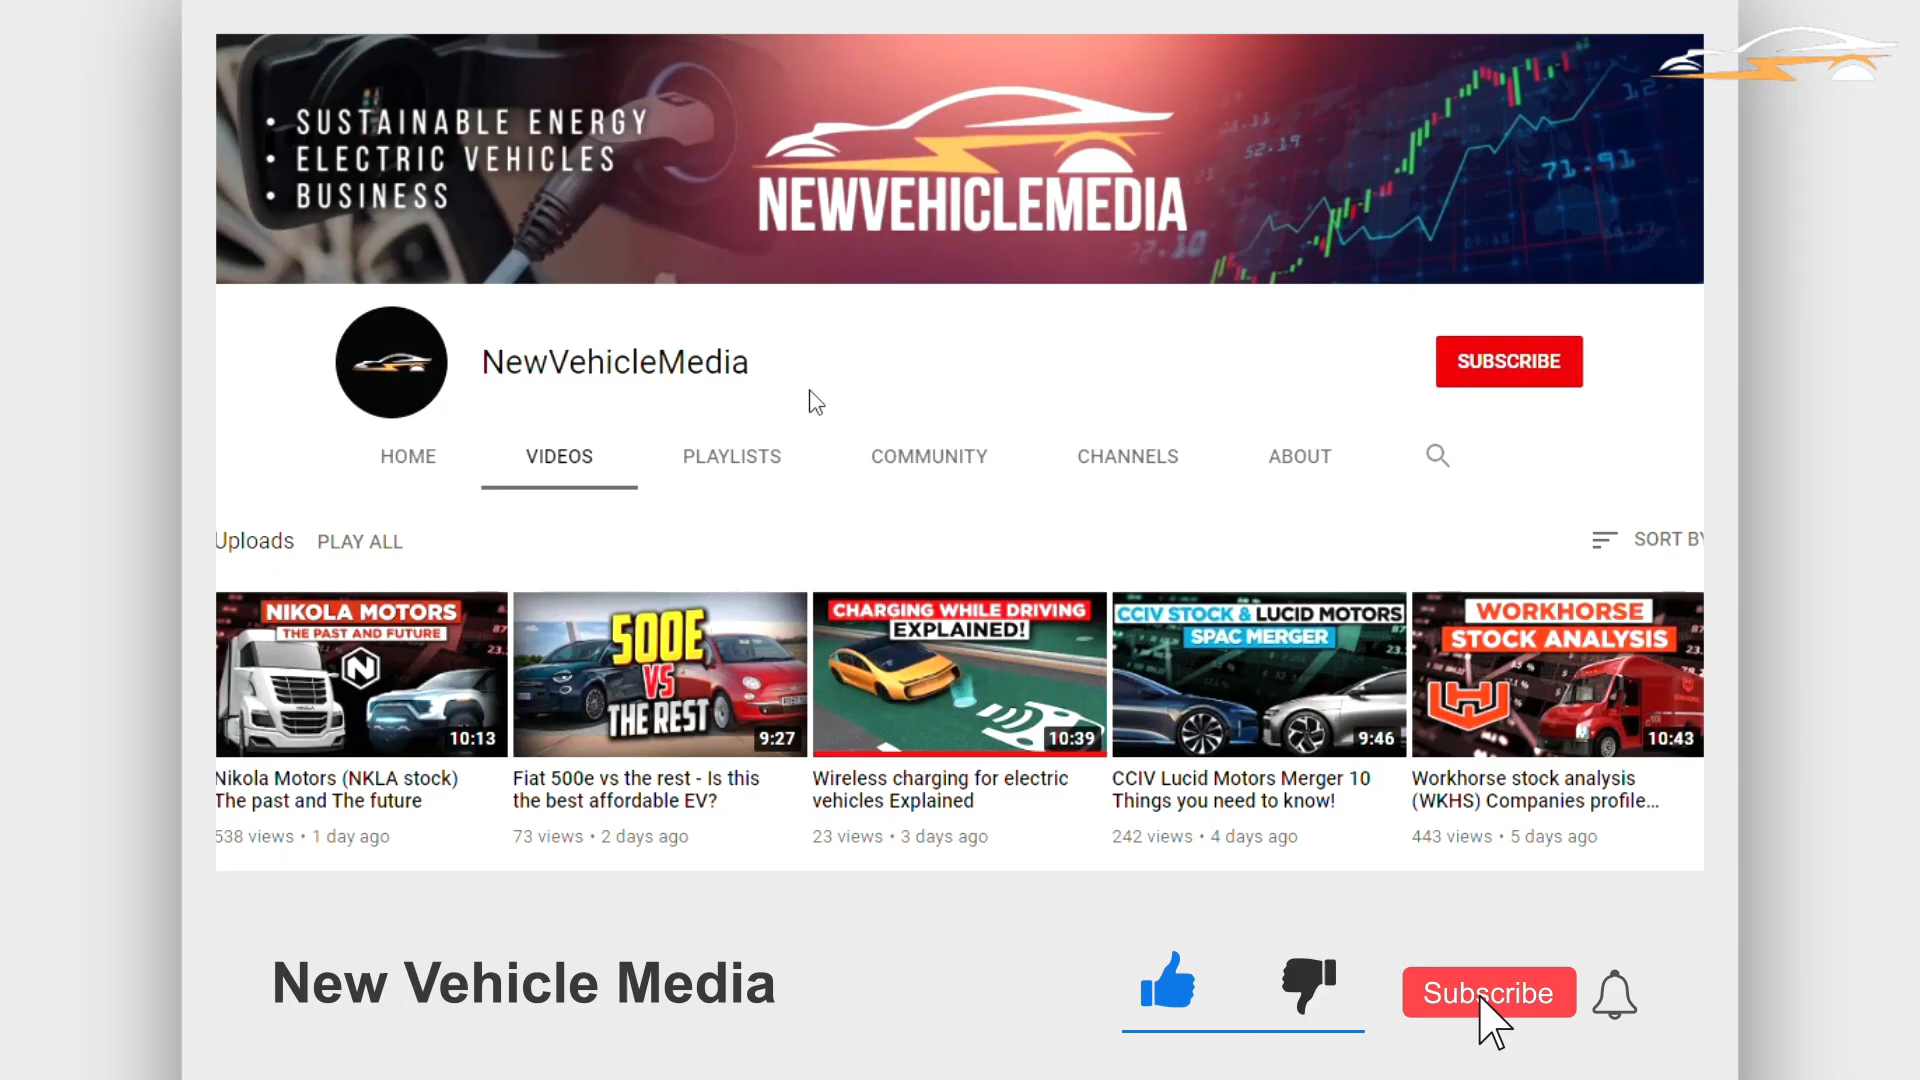 • SUSTAINABLE ENERGY
• ELECTRIC VEHICLES
• BUSINESS
NEWVEHICLEMEDIA
52.19
71.91
NewVehicleMedia
SUBSCRIBE
HOME
VIDEOS
PLAYLISTS
COMMUNITY
CHANNELS
ABOUT
Uploads
PLAY ALL
SORT BY
NIKOLA MOTORS
THE PAST AND FUTURE
10:13
500E
VS
THE REST
9:27
CHARGING WHILE DRIVING
EXPLAINED!
10:39
CCIV STOCK & LUCID MOTORS
SPAC MERGER
9:46
WORKHORSE
STOCK ANALYSIS
10:43
Nikola Motors (NKLA stock)
The past and The future
538 views • 1 day ago
Fiat 500e vs the rest - Is this
the best affordable EV?
73 views • 2 days ago
Wireless charging for electric
vehicles Explained
23 views • 3 days ago
CCIV Lucid Motors Merger 10
Things you need to know!
242 views • 4 days ago
Workhorse stock analysis
(WKHS) Companies profile...
443 views • 5 days ago
New Vehicle Media
Subscribe